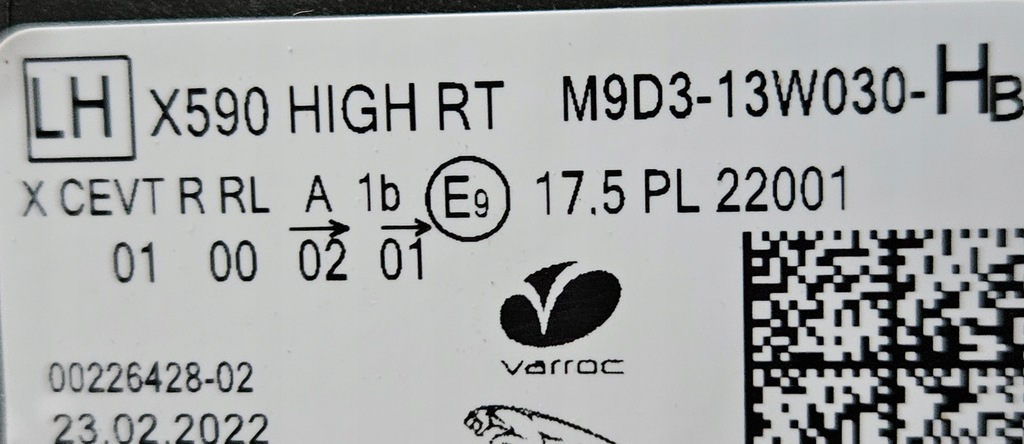 LH X590 HIGH RT M9D3-13W030-HB
X CEVT R RL A 1b E9 17.5 PL 22001
01 00 02 01
varroc
00226428-02
23.02.2022